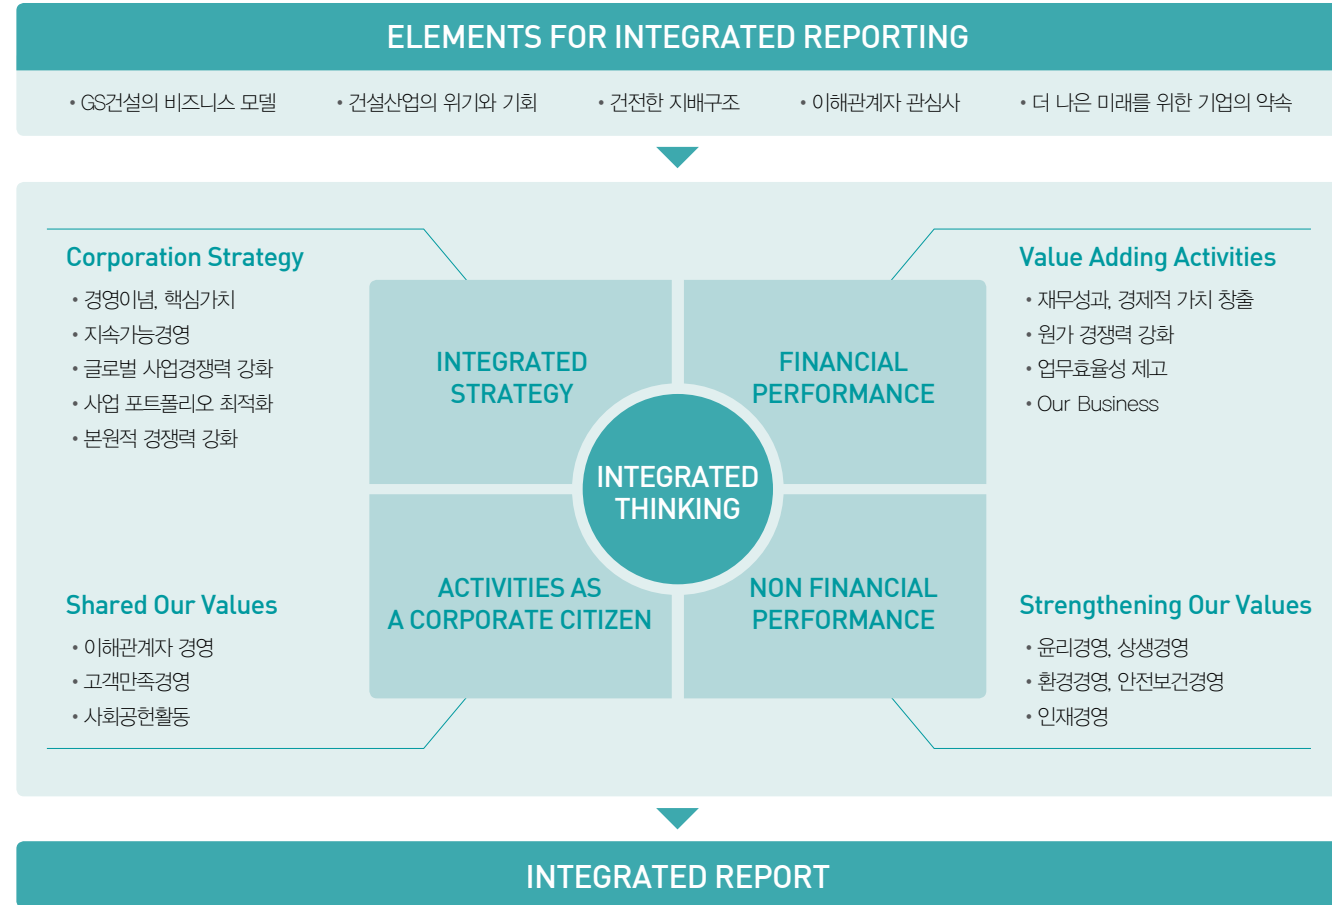 ELEMENTS FOR INTEGRATED REPORTING
• GS건설의 비즈니스 모델
• 건설산업의 위기와 기회
• 건전한 지배구조
• 이해관계자 관심사
• 더 나은 미래를 위한 기업의 약속
Corporation Strategy
• 경영이념, 핵심가치
• 지속가능경영
• 글로벌 사업경쟁력 강화
• 사업 포트폴리오 최적화
• 본원적 경쟁력 강화
INTEGRATED
STRATEGY
FINANCIAL
PERFORMANCE
Value Adding Activities
• 재무성과, 경제적 가치 창출
• 원가 경쟁력 강화
• 업무효율성 제고
• Our Business
INTEGRATED
THINKING
Shared Our Values
• 이해관계자 경영
• 고객만족경영
• 사회공헌활동
ACTIVITIES AS
A CORPORATE CITIZEN
NON FINANCIAL
PERFORMANCE
Strengthening Our Values
• 윤리경영, 상생경영
• 환경경영, 안전보건경영
• 인재경영
INTEGRATED REPORT